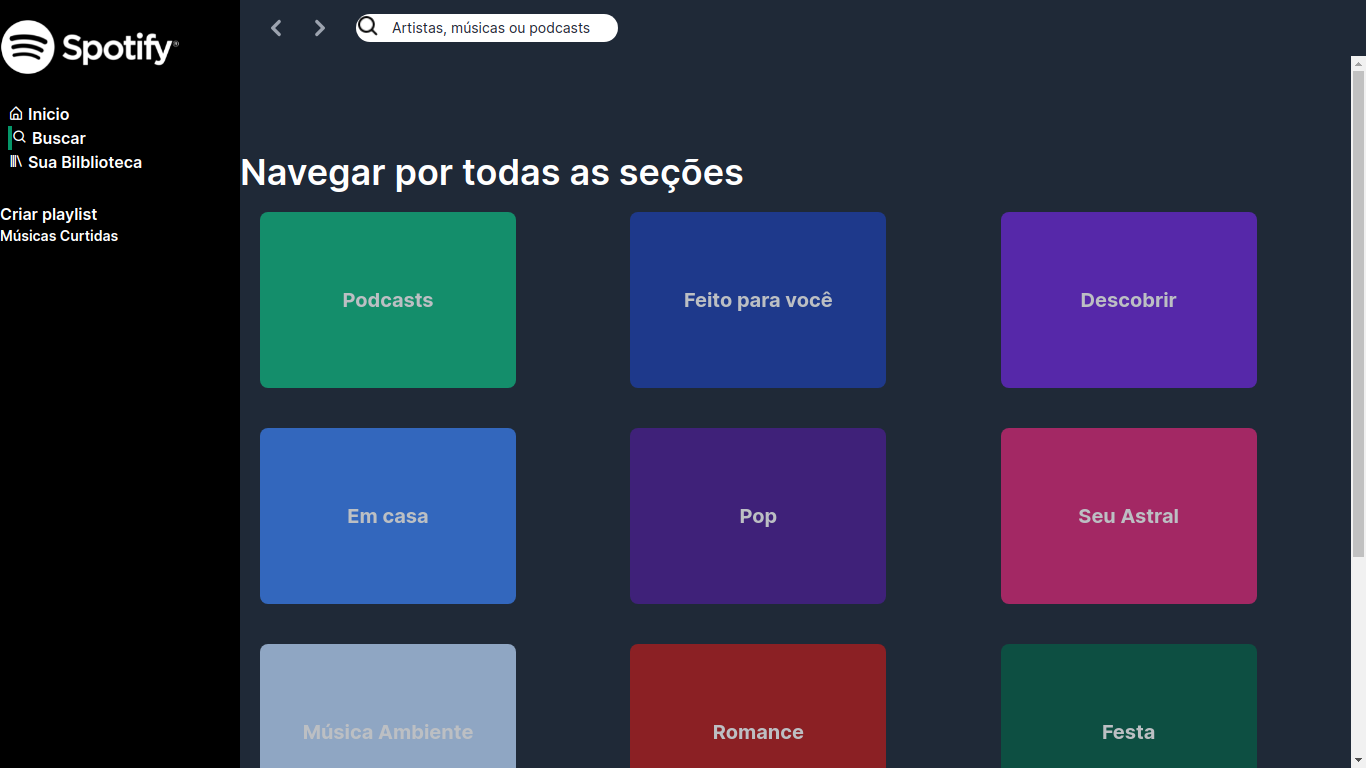 Spotify®
Inicio
Buscar
Sua Bilblioteca
Criar playlist
Músicas Curtidas
Artistas, músicas ou podcasts
Navegar por todas as seções
Podcasts
Feito para você
Descobrir
Em casa
Pop
Seu Astral
Música Ambiente
Romance
Festa